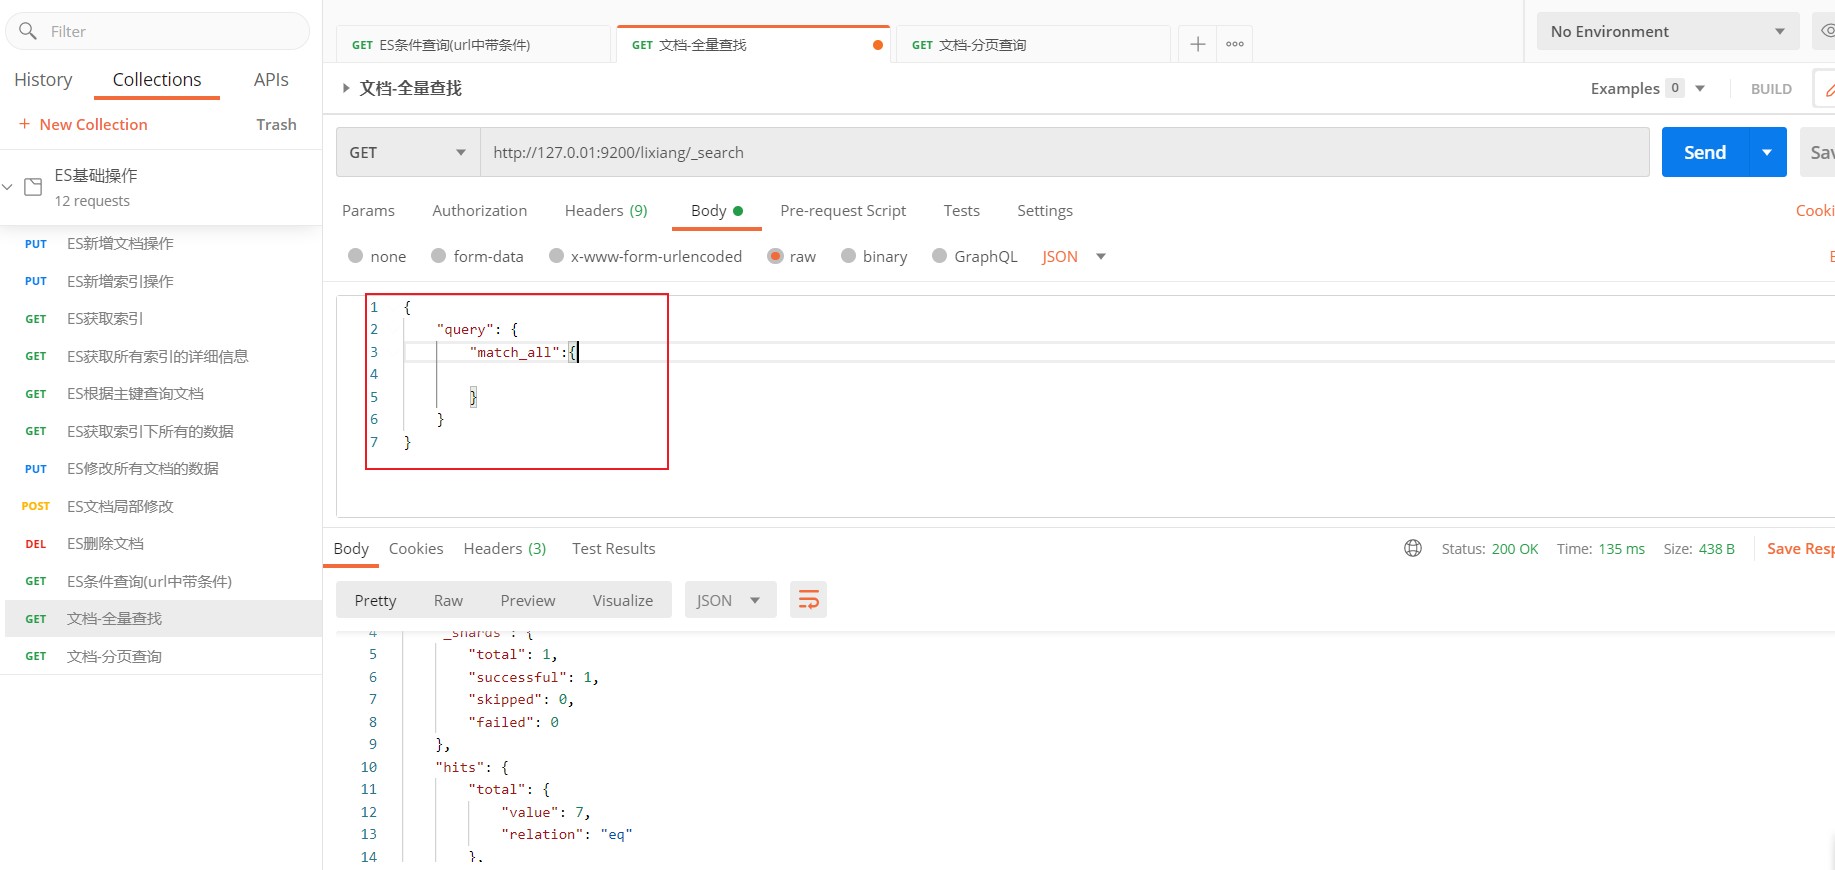 Filter
History Collections APIs
+ New Collection Trash
ES基础操作
12 requests
PUT ES新增文档操作
PUT ES新增索引操作
GET ES获取索引
GET ES获取所有索引的详细信息
GET ES根据主键查询文档
GET ES获取索引下所有的数据
PUT ES修改所有文档的数据
POST ES文档局部修改
DEL ES删除文档
GET ES条件查询(url中带条件)
GET 文档-全量查找
GET 文档-分页查询
GET ES条件查询(url中带条件) GET 文档-全量查找 GET 文档-分页查询
No Environment
文档-全量查找
Examples 0 BUILD
GET http://127.0.01:9200/lixiang/_search Send Sav
Params Authorization Headers (9) Body Pre-request Script Tests Settings Cooki
none form-data x-www-form-urlencoded raw binary GraphQL JSON
1 {
2 "query": {
3 "match_all":{
4
5 }
6 }
7 }
Body Cookies Headers (3) Test Results Status: 200 OK Time: 135 ms Size: 438 B Save Resp
Pretty Raw Preview Visualize JSON
4 "_shards": {
5 "total": 1,
6 "successful": 1,
7 "skipped": 0,
8 "failed": 0
9 },
10 "hits": {
11 "total": {
12 "value": 7,
13 "relation": "eq"
14 },